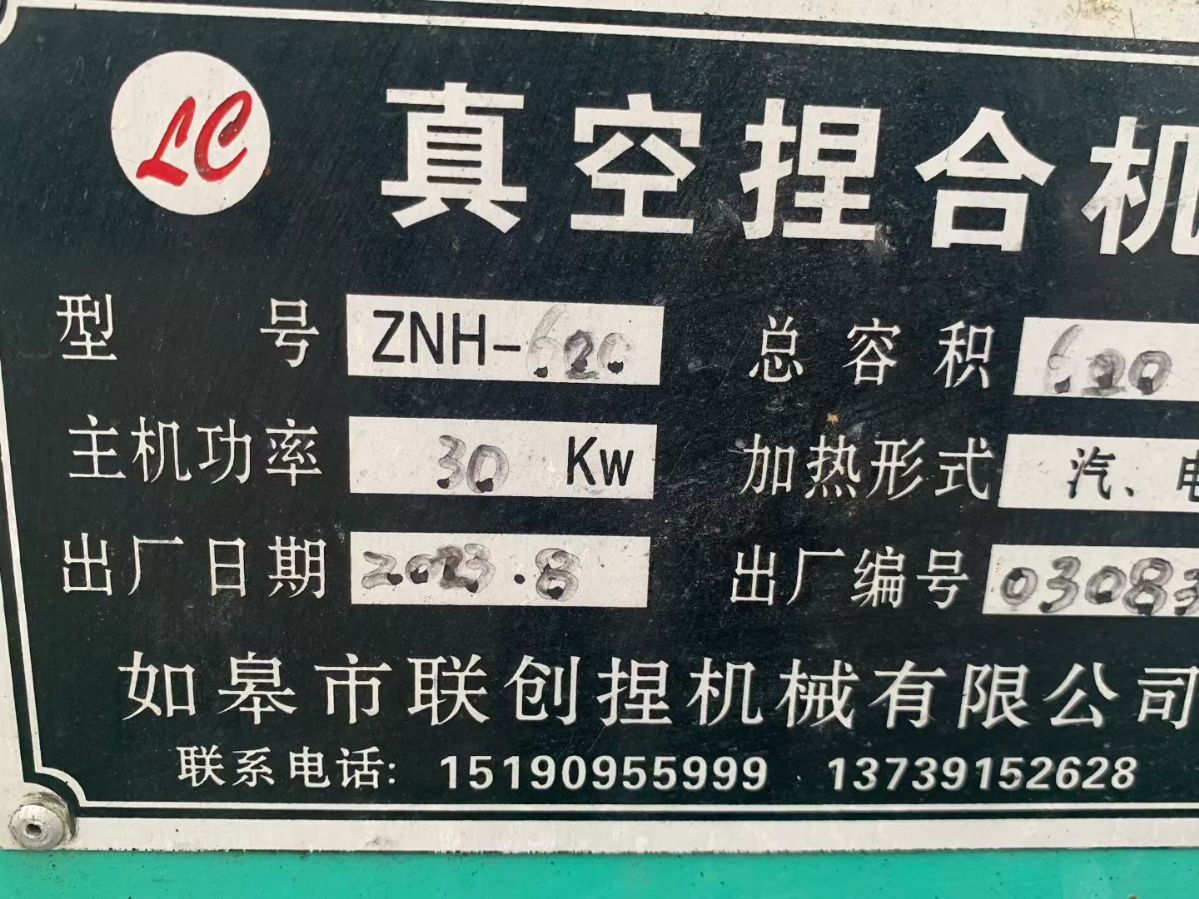 LC
真空捏合机
型号 ZNH-620 总容积 620
主机功率 30 Kw 加热形式 汽、电
出厂日期 2023.8 出厂编号 03083
如皋市联创捏机械有限公司
联系电话: 15190955999 13739152628